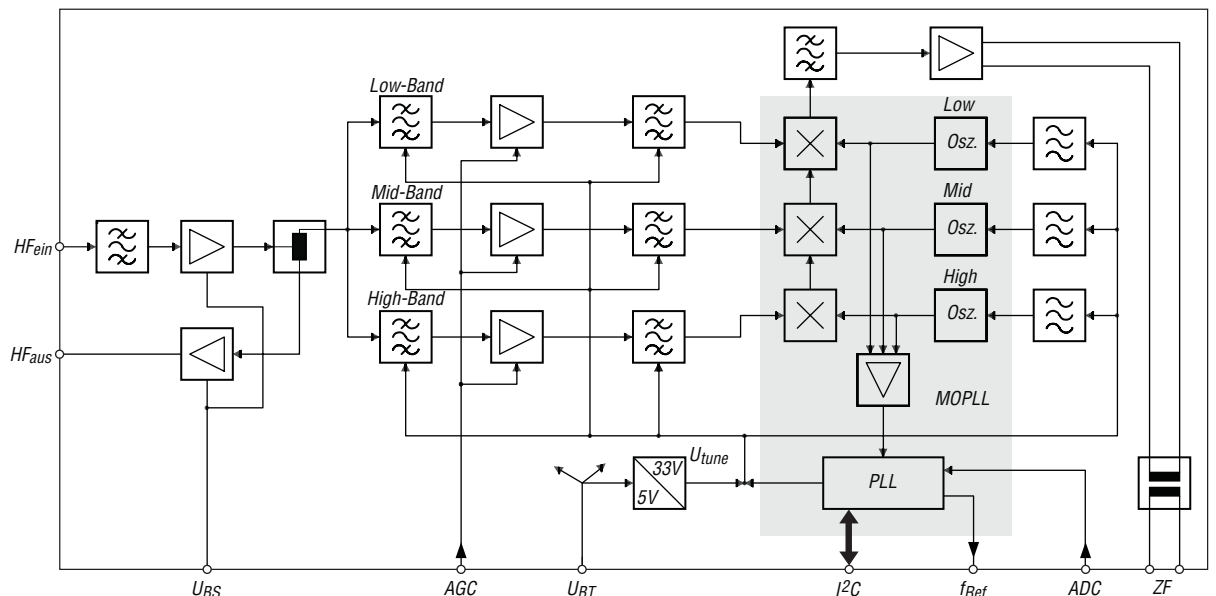 Low-Band
Low
Osz.
Mid-Band
Mid
Osz.
HFein
High-Band
High
Osz.
HFaus
MOPLL
Utune
33V
5V
PLL
UBS
AGC
UBT
I²C
fRef
ADC
ZF